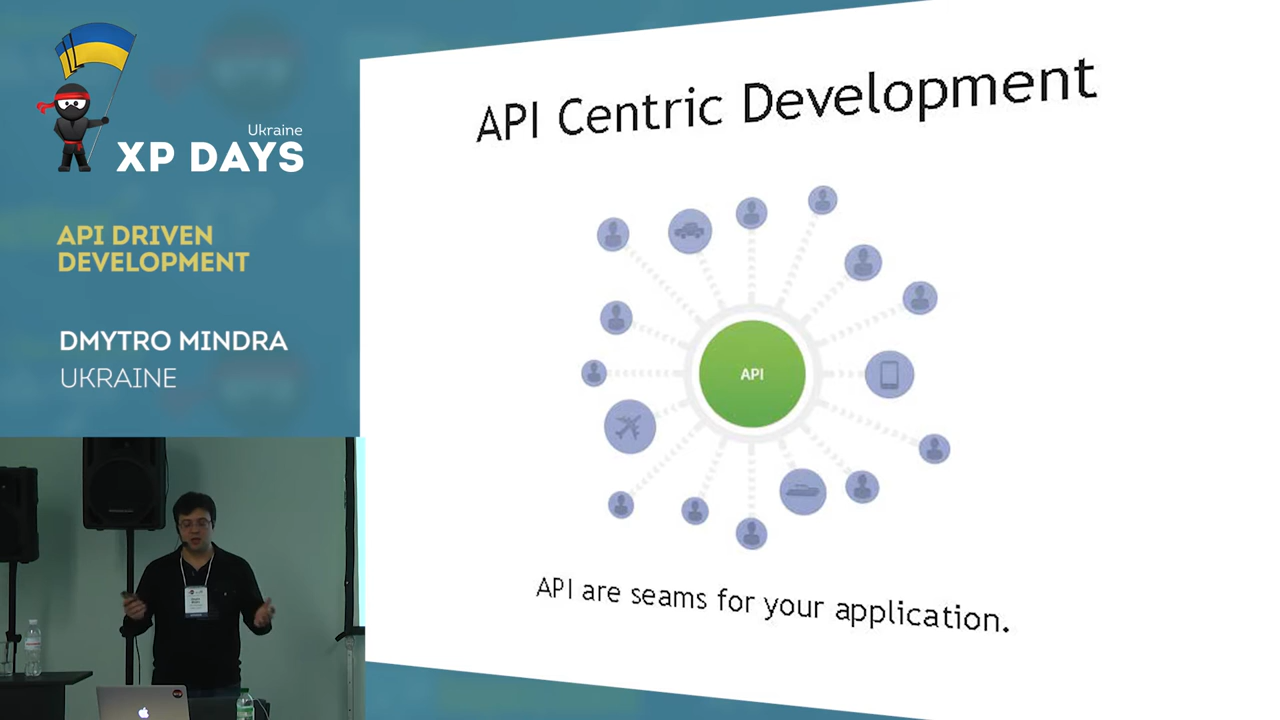 Ukraine
XP DAYS
API DRIVEN
DEVELOPMENT
DMYTRO MINDRA
UKRAINE
API Centric Development
API
API are seams for your application.